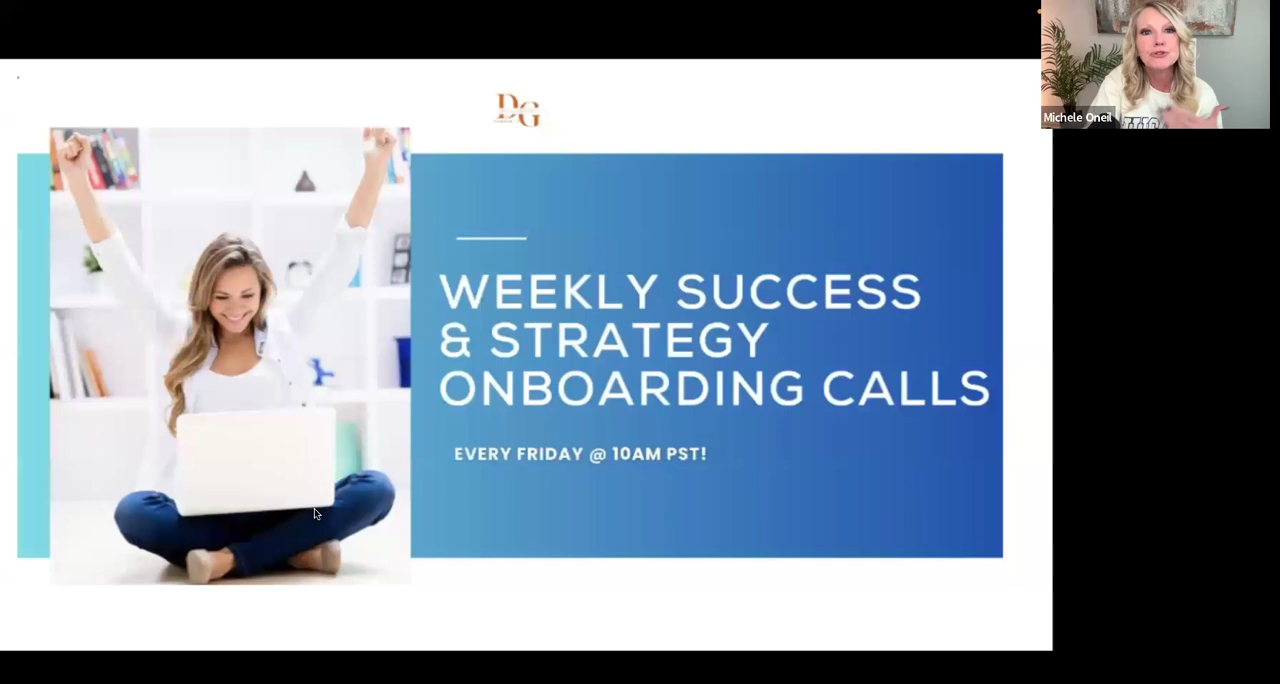 DG
Michele Oneil
WEEKLY SUCCESS
& STRATEGY
ONBOARDING CALLS
EVERY FRIDAY @ 10AM PST!